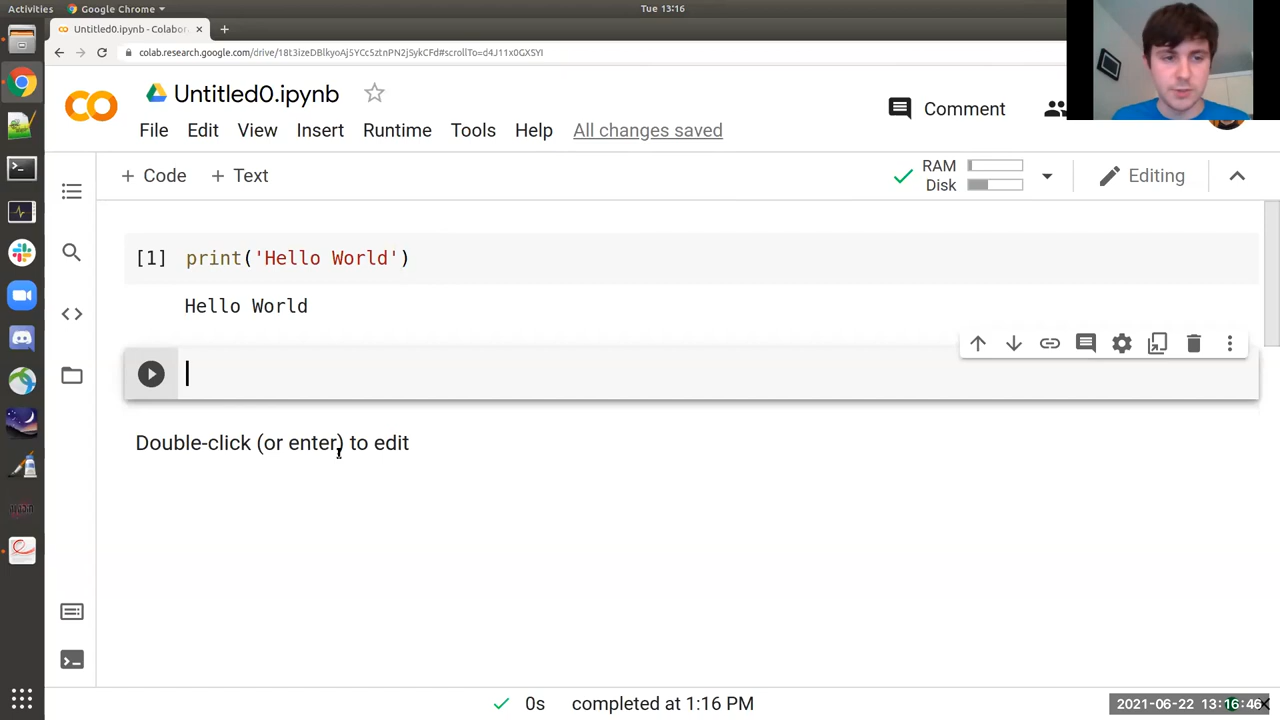 Activities
Google Chrome
Tue 13:16
Untitled0.ipynb - Colabor
colab.research.google.com/drive/18t3izeDBlkyoAj5YCc5ztnPN2jSykCFd#scrollTo=d4J11x0GXSYI
Untitled0.ipynb
Comment
File Edit View Insert Runtime Tools Help All changes saved
+ Code + Text
RAM
Disk
Editing
[1] print('Hello World')
Hello World
Double-click (or enter) to edit
0s completed at 1:16 PM
2021-06-22 13:16:46